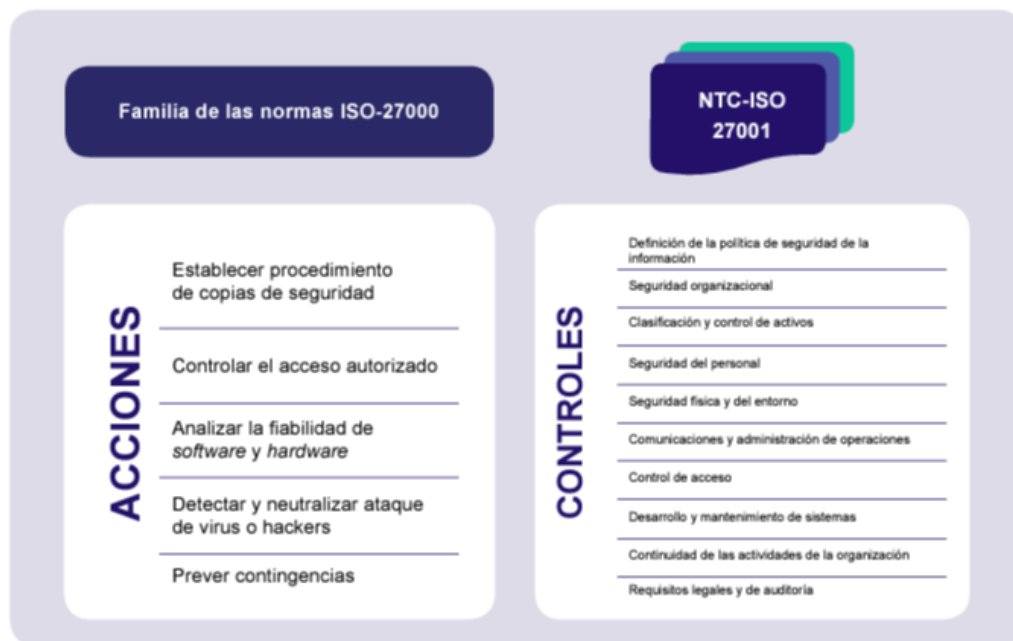 Familia de las normas ISO-27000
NTC-ISO
27001
ACCIONES
Establecer procedimiento
de copias de seguridad
Controlar el acceso autorizado
Analizar la fiabilidad de
software y hardware
Detectar y neutralizar ataque
de virus o hackers
Prever contingencias
CONTROLES
Definición de la política de seguridad de la
información
Seguridad organizacional
Clasificación y control de activos
Seguridad del personal
Seguridad física y del entorno
Comunicaciones y administración de operaciones
Control de acceso
Desarrollo y mantenimiento de sistemas
Continuidad de las actividades de la organización
Requisitos legales y de auditoría